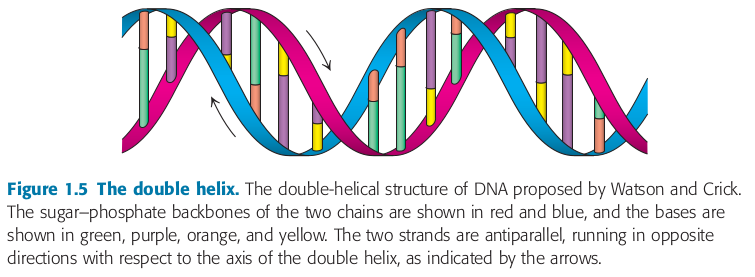 Figure 1.5 The double helix. The double-helical structure of DNA proposed by Watson and Crick.
The sugar–phosphate backbones of the two chains are shown in red and blue, and the bases are
shown in green, purple, orange, and yellow. The two strands are antiparallel, running in opposite
directions with respect to the axis of the double helix, as indicated by the arrows.